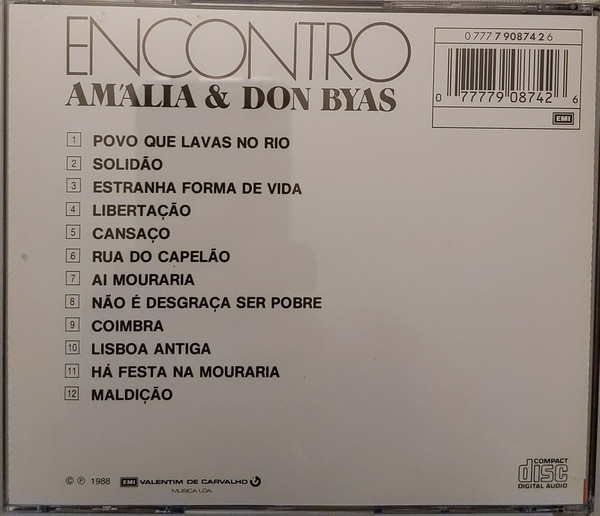 ENCONTRO
AMÁLIA & DON BYAS
0 777 7 90874 2 6
0 77779 08742 6
EMI
1 POVO QUE LAVAS NO RIO
2 SOLIDÃO
3 ESTRANHA FORMA DE VIDA
4 LIBERTAÇÃO
5 CANSAÇO
6 RUA DO CAPELÃO
7 AI MOURARIA
8 NÃO É DESGRAÇA SER POBRE
9 COIMBRA
10 LISBOA ANTIGA
11 HÁ FESTA NA MOURARIA
12 MALDIÇÃO
© ℗ 1988 EMI VALENTIM DE CARVALHO
MUSICA LDA.
COMPACT
disc
DIGITAL AUDIO